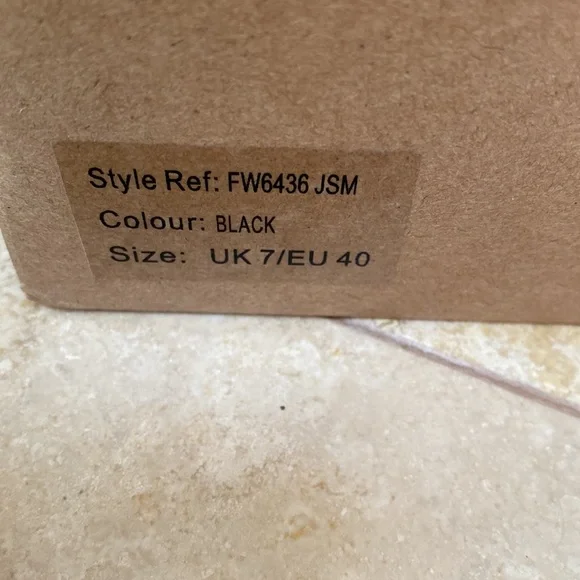 Style Ref: FW6436 JSM
Colour: BLACK
Size: UK 7/EU 40